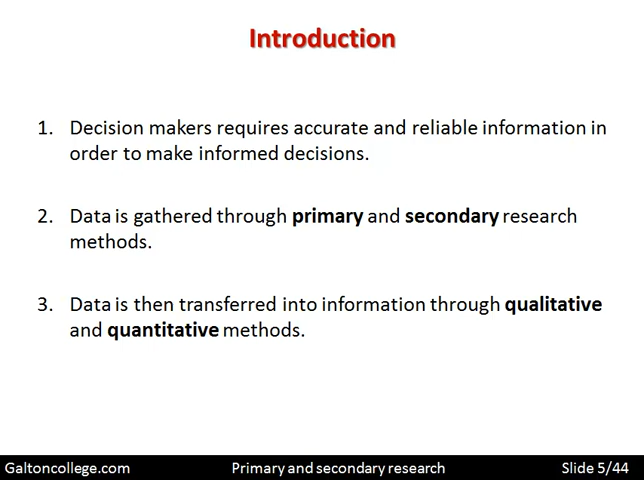 Introduction
1. Decision makers requires accurate and reliable information in
order to make informed decisions.
2. Data is gathered through primary and secondary research
methods.
3. Data is then transferred into information through qualitative
and quantitative methods.
Galtoncollege.com Primary and secondary research Slide 5/44